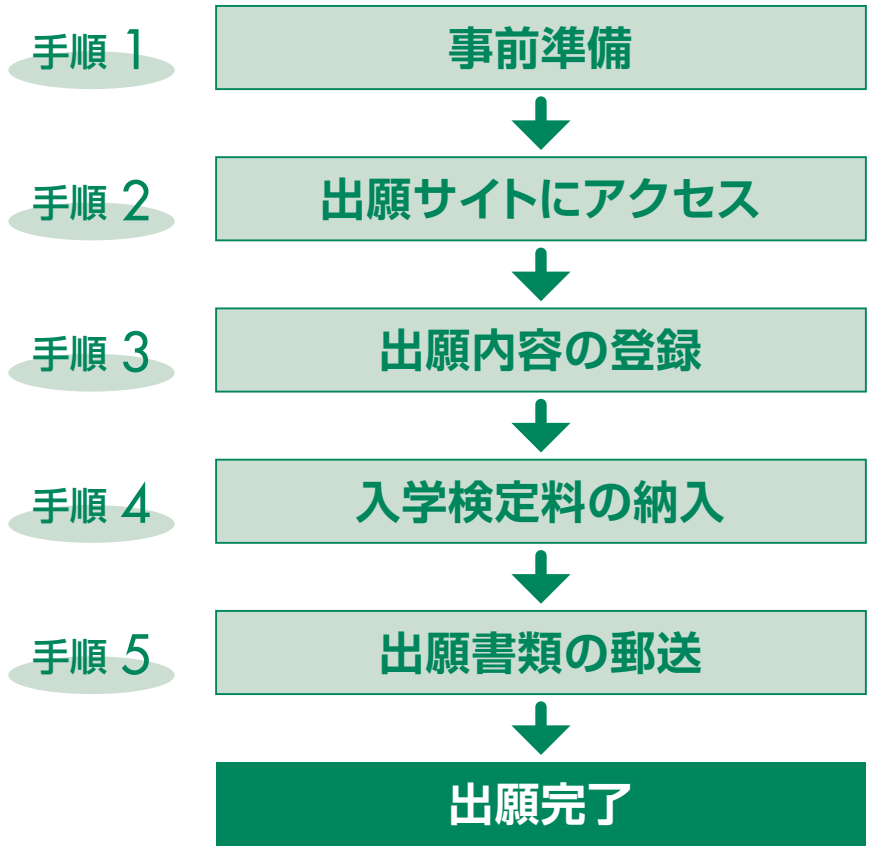 手順 1
事前準備
手順 2
出願サイトにアクセス
手順 3
出願内容の登録
手順 4
入学検定料の納入
手順 5
出願書類の郵送
出願完了